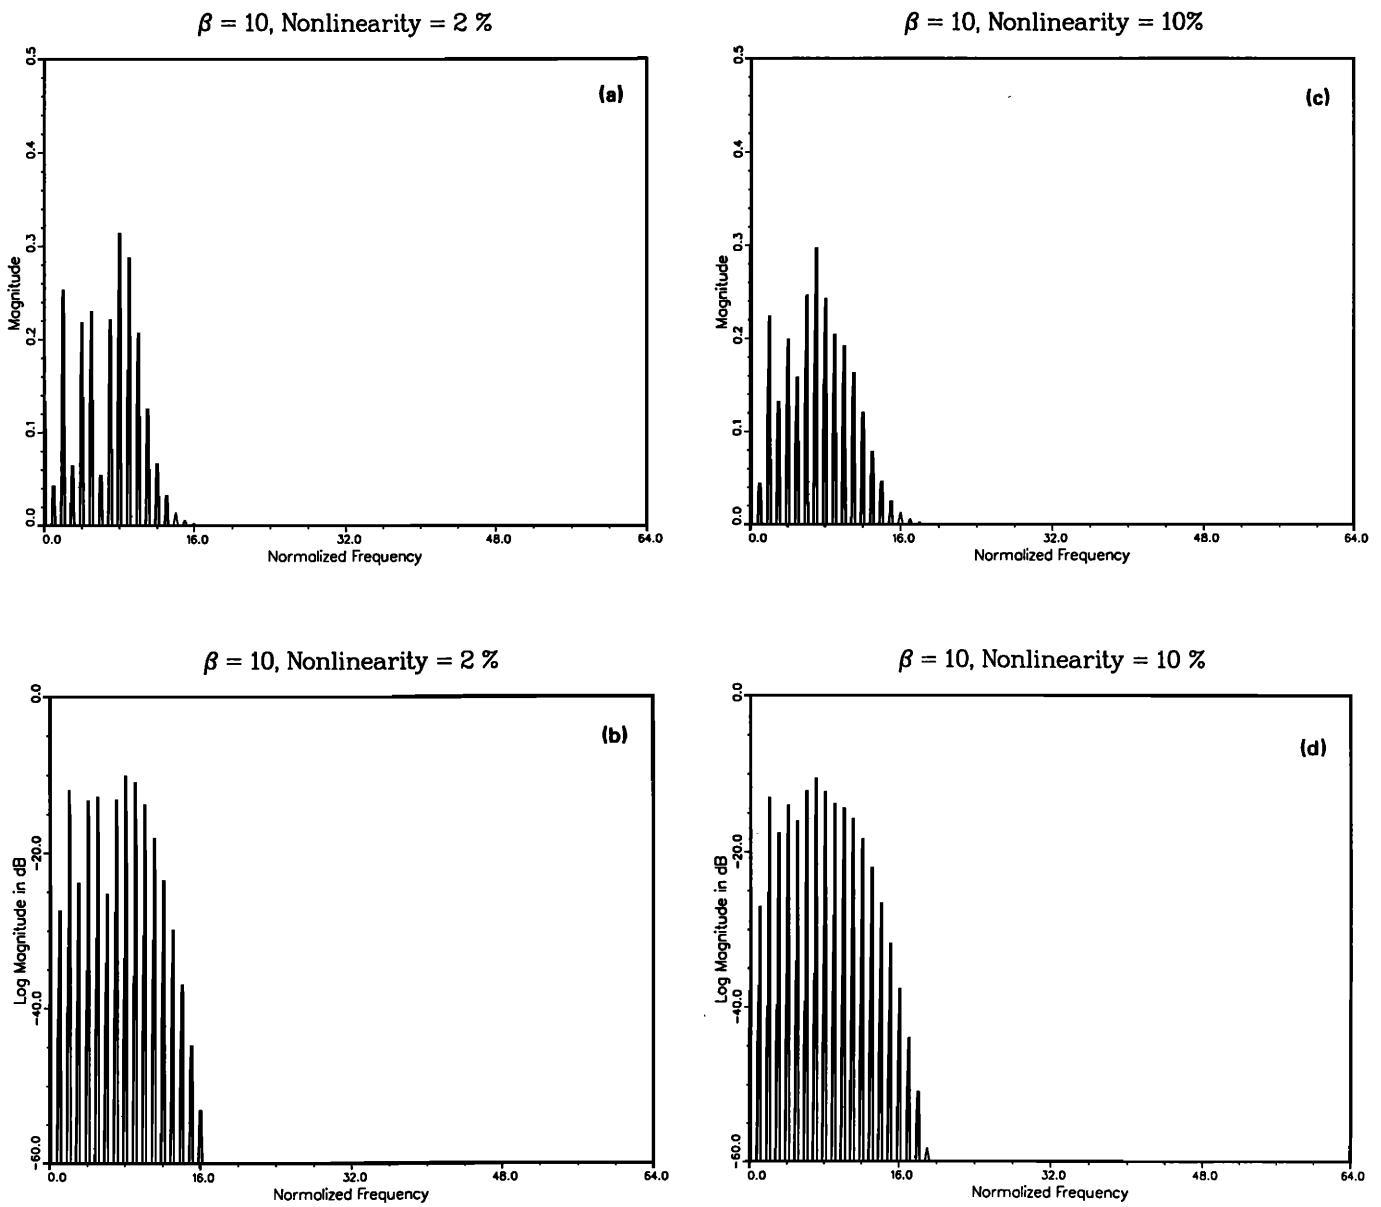 β = 10, Nonlinearity = 2 %
(a)
0.5
0.4
0.3
0.2
0.1
0.0
Magnitude
0.0 16.0 32.0 48.0 64.0
Normalized Frequency
β = 10, Nonlinearity = 10%
(c)
0.5
0.4
0.3
0.2
0.1
0.0
Magnitude
0.0 16.0 32.0 48.0 64.0
Normalized Frequency
β = 10, Nonlinearity = 2 %
(b)
0.0
-20.0
-40.0
-60.0
Log Magnitude in dB
0.0 16.0 32.0 48.0 64.0
Normalized Frequency
β = 10, Nonlinearity = 10 %
(d)
0.0
-20.0
-40.0
-60.0
Log Magnitude in dB
0.0 16.0 32.0 48.0 64.0
Normalized Frequency